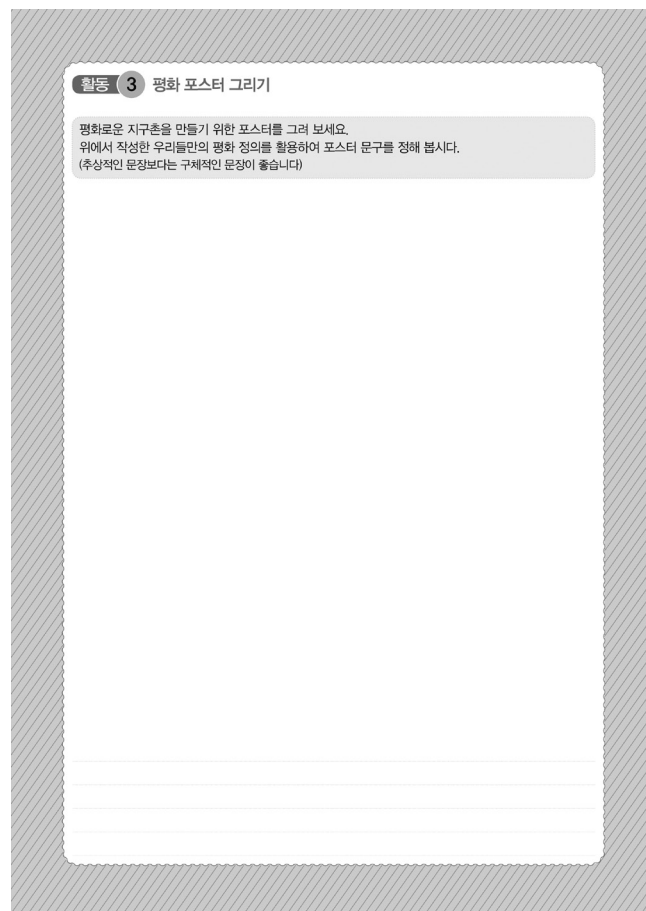 활동 3 평화 포스터 그리기
평화로운 지구촌을 만들기 위한 포스터를 그려 보세요.
위에서 작성한 우리들만의 평화 정의를 활용하여 포스터 문구를 정해 봅시다.
(추상적인 문장보다는 구체적인 문장이 좋습니다)